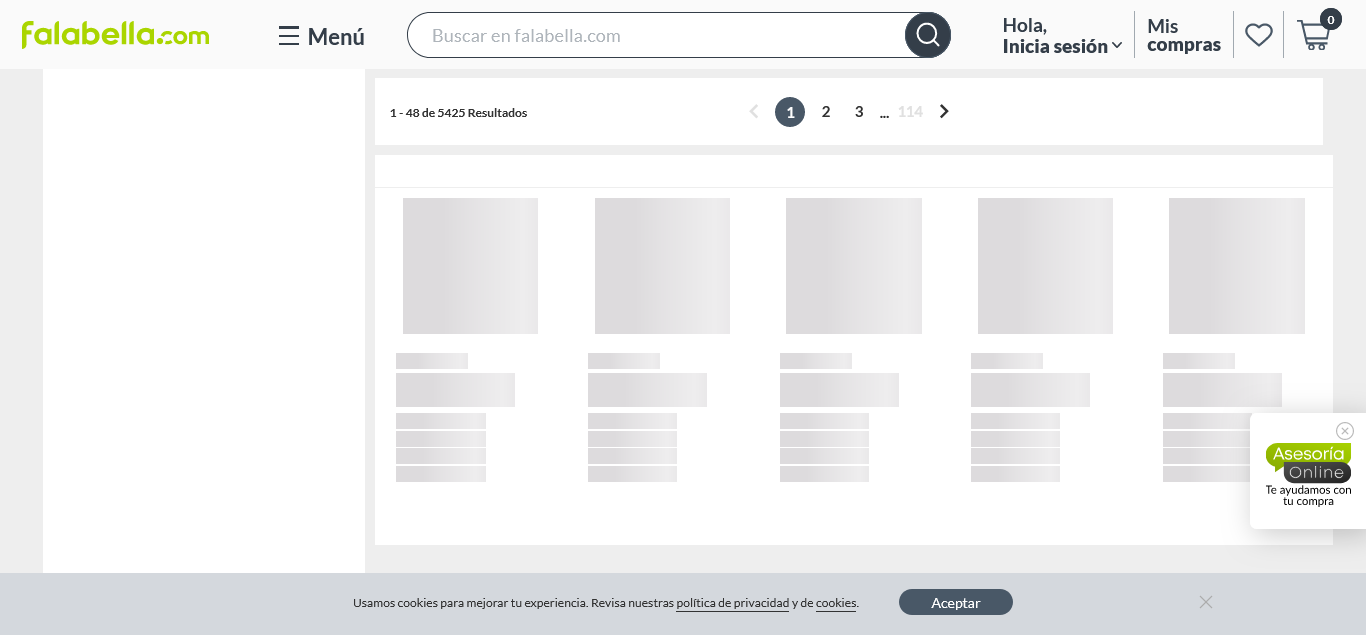 falabella.com
Menú
Buscar en falabella.com
Hola,
Inicia sesión
Mis
compras
0
1 - 48 de 5425 Resultados
1 2 3 ... 114
Asesoría
Online
Te ayudamos con
tu compra
Usamos cookies para mejorar tu experiencia. Revisa nuestras política de privacidad y de cookies.
Aceptar